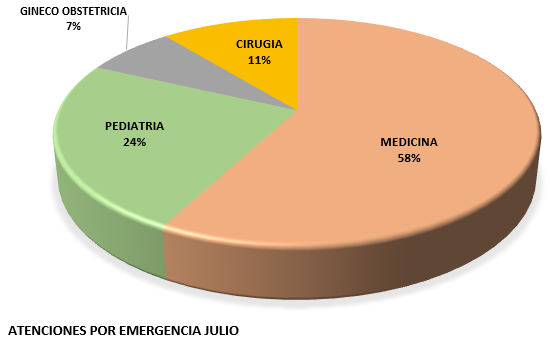 GINECO OBSTETRICIA
7%
CIRUGIA
11%
PEDIATRIA
24%
MEDICINA
58%
ATENCIONES POR EMERGENCIA JULIO